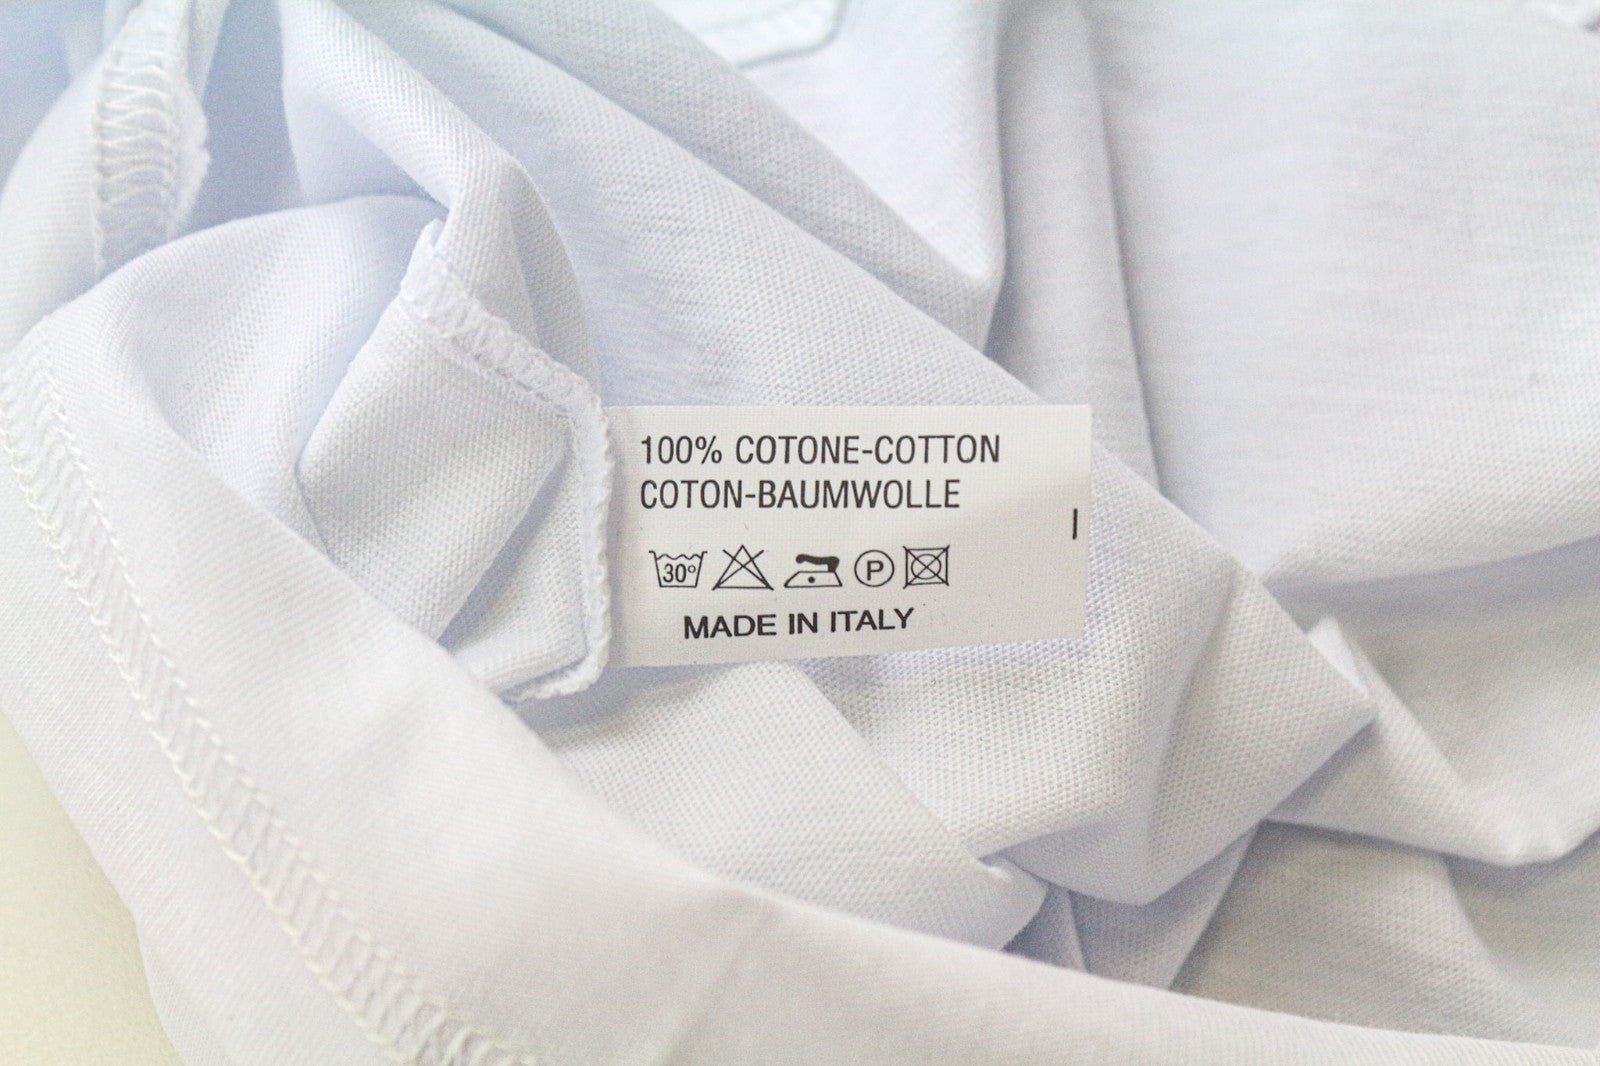 100% COTONE-COTTON
COTON-BAUMWOLLE
30° P
MADE IN ITALY